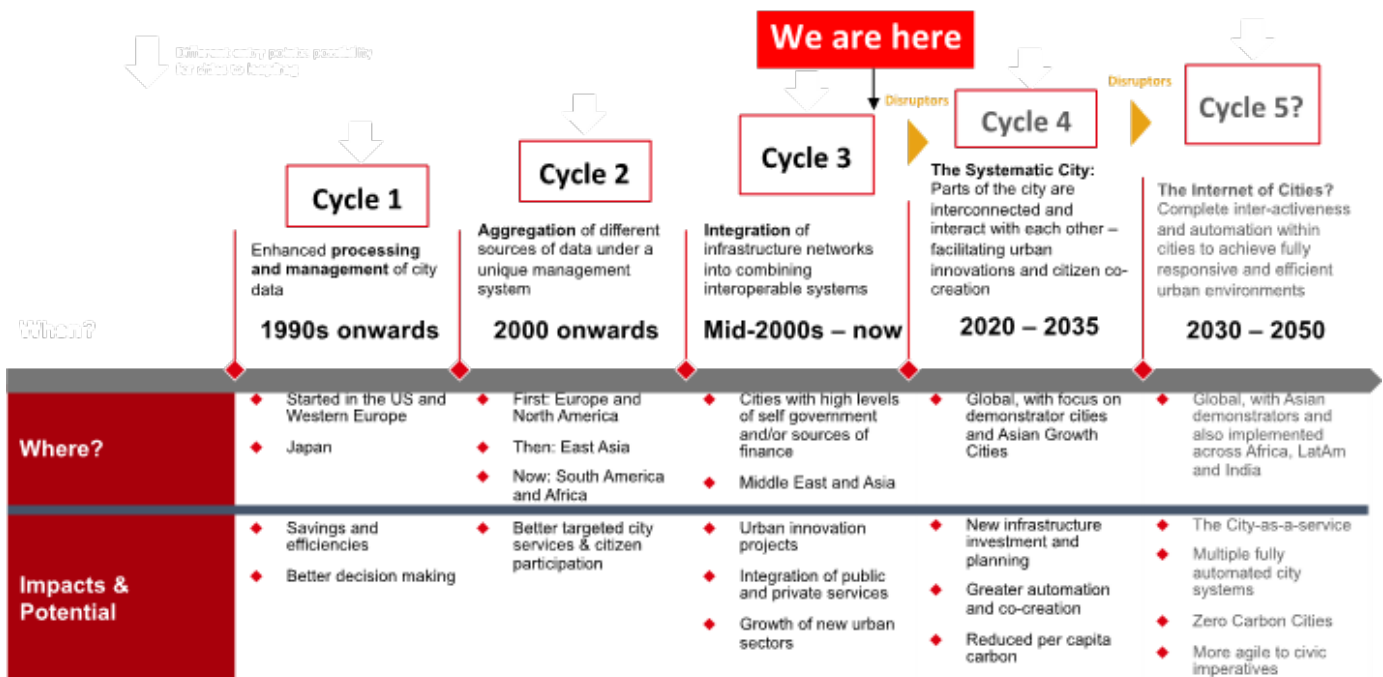 We are here
Different entry points: possibility
for cities to leapfrog
Disruptors
Disruptors
Cycle 1
Cycle 2
Cycle 3
Cycle 4
Cycle 5?
Enhanced processing
and management of city
data
Aggregation of different
sources of data under a
unique management
system
Integration of
infrastructure networks
into combining
interoperable systems
The Systematic City:
Parts of the city are
interconnected and
interact with each other –
facilitating urban
innovations and citizen co-
creation
The Internet of Cities?
Complete inter-activeness
and automation within
cities to achieve fully
responsive and efficient
urban environments
When?
1990s onwards
2000 onwards
Mid-2000s – now
2020 – 2035
2030 – 2050
Where?
Started in the US and
Western Europe
Japan
First: Europe and
North America
Then: East Asia
Now: South America
and Africa
Cities with high levels
of self government
and/or sources of
finance
Middle East and Asia
Global, with focus on
demonstrator cities
and Asian Growth
Cities
Global, with Asian
demonstrators and
also implemented
across Africa, LatAm
and India
Impacts &
Potential
Savings and
efficiencies
Better decision making
Better targeted city
services & citizen
participation
Urban innovation
projects
Integration of public
and private services
Growth of new urban
sectors
New infrastructure
investment and
planning
Greater automation
and co-creation
Reduced per capita
carbon
The City-as-a-service
Multiple fully
automated city
systems
Zero Carbon Cities
More agile to civic
imperatives